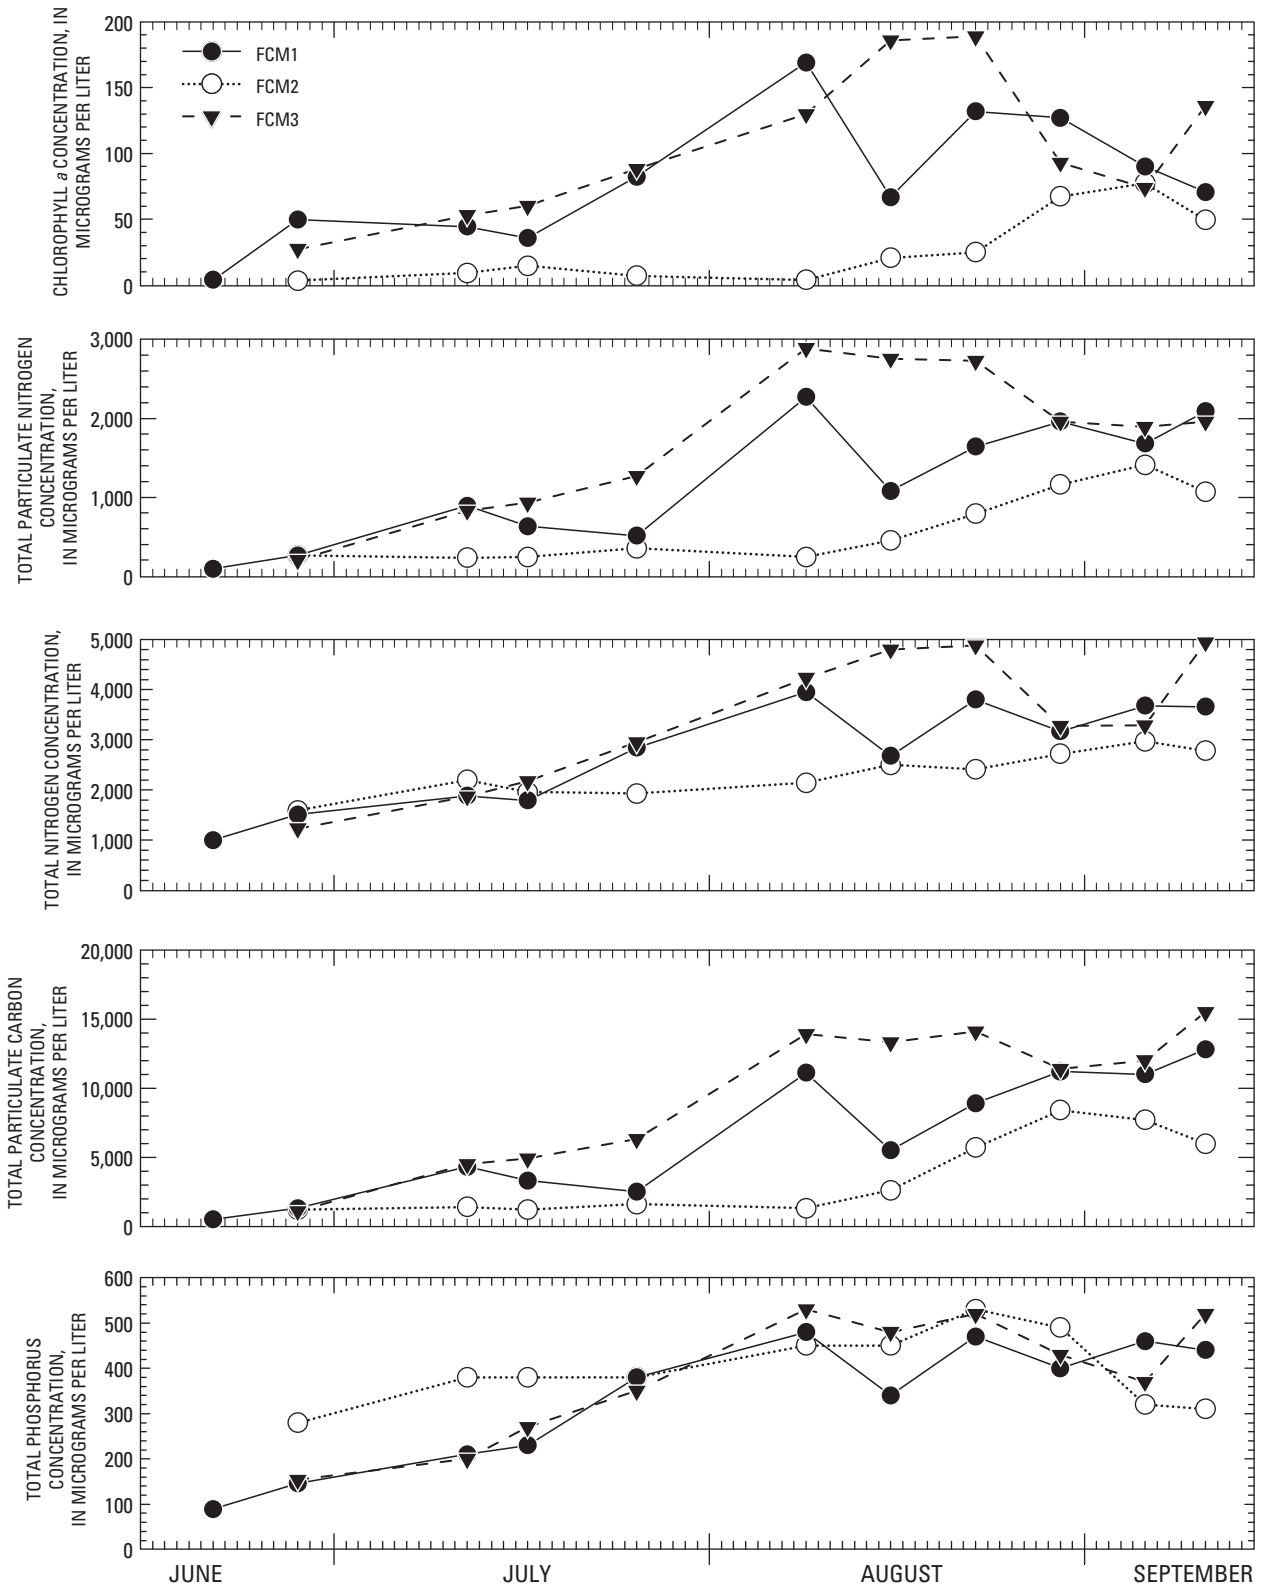 CHLOROPHYLL a CONCENTRATION, IN
MICROGRAMS PER LITER
200
150
100
50
0
FCM1
FCM2
FCM3
TOTAL PARTICULATE NITROGEN
CONCENTRATION,
IN MICROGRAMS PER LITER
3,000
2,000
1,000
0
TOTAL NITROGEN CONCENTRATION,
IN MICROGRAMS PER LITER
5,000
4,000
3,000
2,000
1,000
0
TOTAL PARTICULATE CARBON
CONCENTRATION,
IN MICROGRAMS PER LITER
20,000
15,000
10,000
5,000
0
TOTAL PHOSPHORUS
CONCENTRATION,
IN MICROGRAMS PER LITER
600
500
400
300
200
100
0
JUNE JULY AUGUST SEPTEMBER